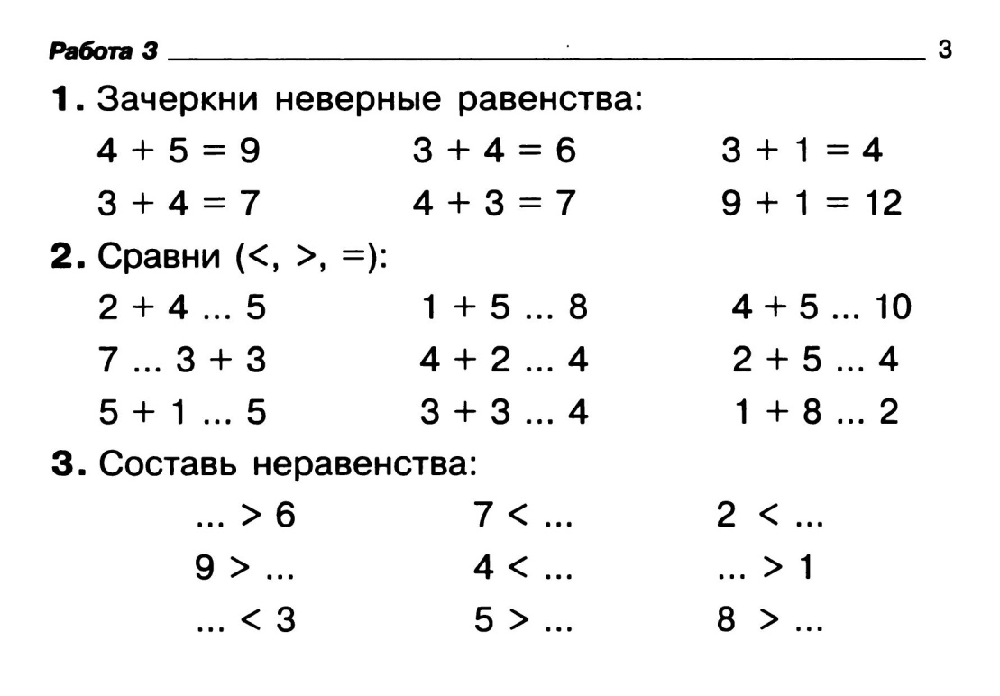 Работа 3 3
1. Зачеркни неверные равенства:
4 + 5 = 9 3 + 4 = 6 3 + 1 = 4
3 + 4 = 7 4 + 3 = 7 9 + 1 = 12
2. Сравни (<, >, =):
2 + 4 ... 5 1 + 5 ... 8 4 + 5 ... 10
7 ... 3 + 3 4 + 2 ... 4 2 + 5 ... 4
5 + 1 ... 5 3 + 3 ... 4 1 + 8 ... 2
3. Составь неравенства:
... > 6 7 < ... 2 < ...
9 > ... 4 < ... ... > 1
... < 3 5 > ... 8 > ...